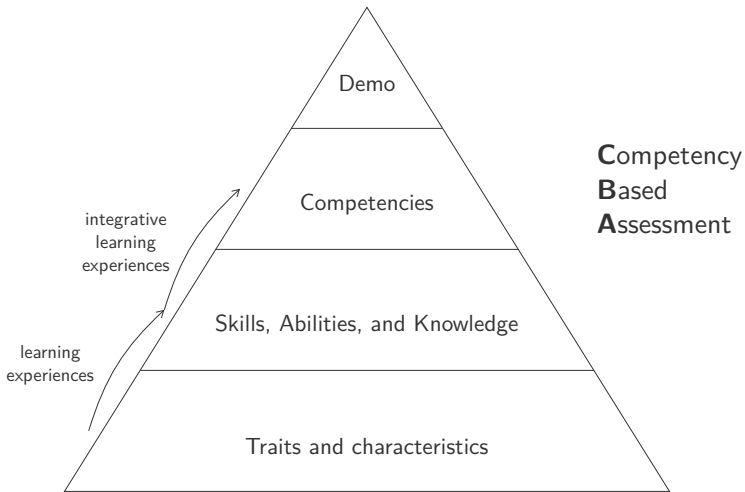 Demo
Competency
Based
Assessment
Competencies
integrative
learning
experiences
Skills, Abilities, and Knowledge
learning
experiences
Traits and characteristics